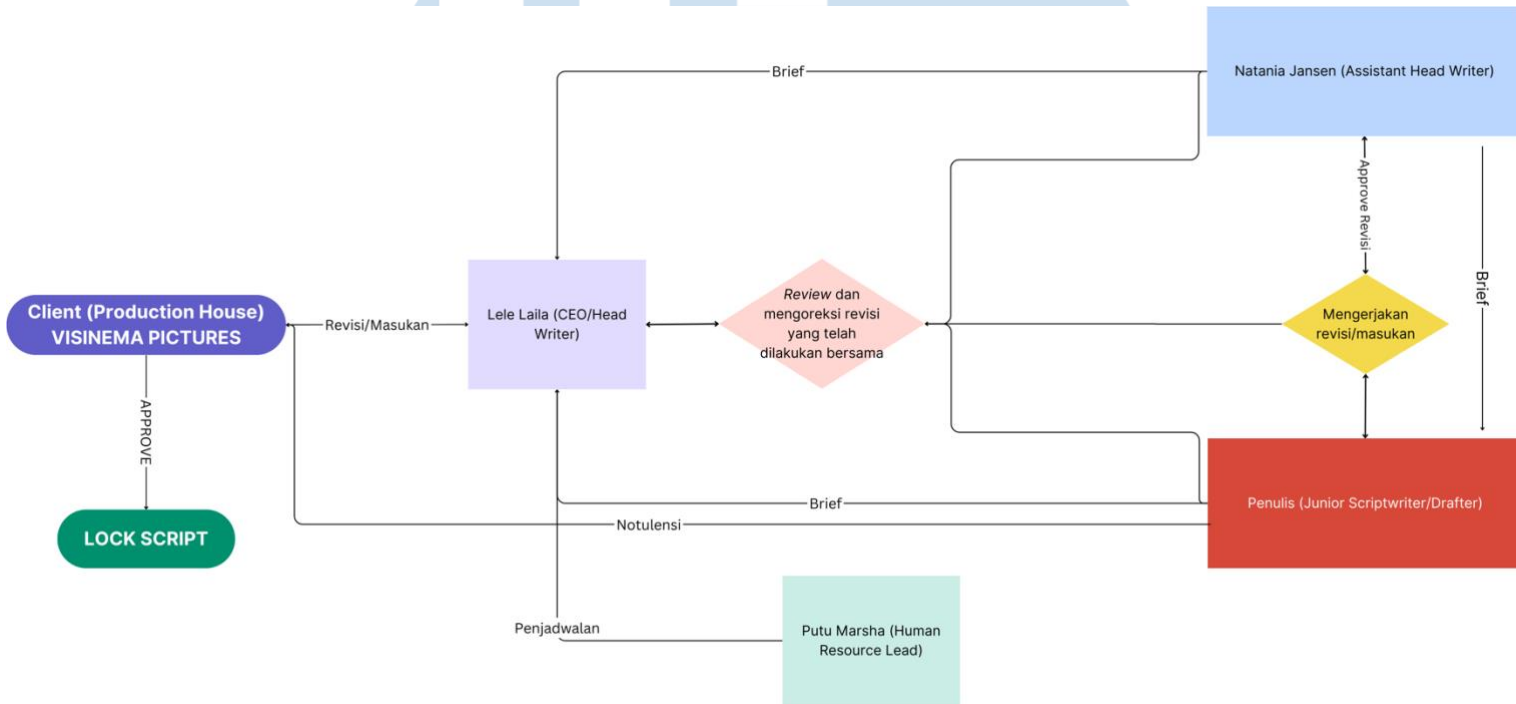 Brief
Natania Jansen (Assistant Head Writer)
Approve Revisi
Brief
Client (Production House)
VISINEMA PICTURES
Revisi/Masukan
Lele Laila (CEO/Head
Writer)
Review dan
mengoreksi revisi
yang telah
dilakukan bersama
Mengerjakan
revisi/masukan
APPROVE
LOCK SCRIPT
Brief
Notulensi
Penulis (Junior Scriptwriter/Drafter)
Penjadwalan
Putu Marsha (Human
Resource Lead)